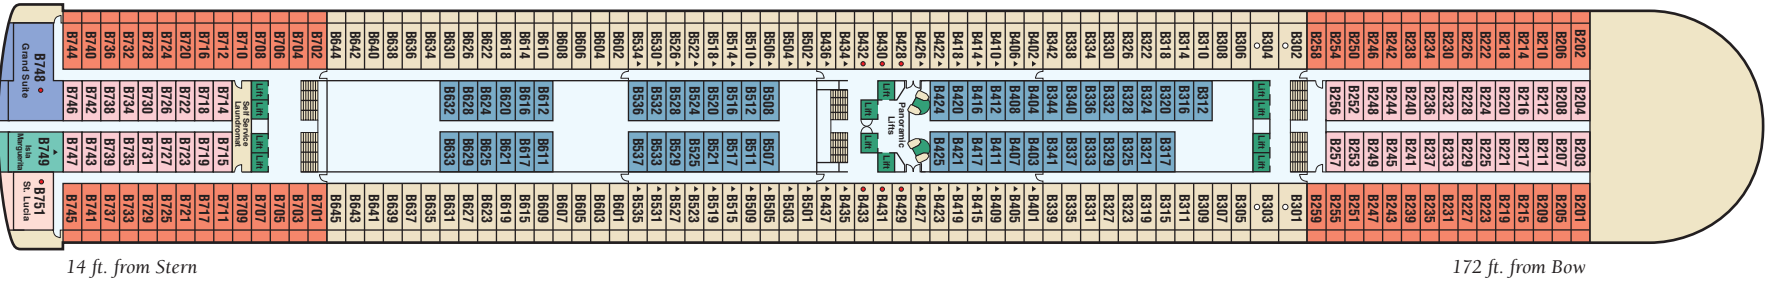 B744 B740 B736 B732 B728 B724 B720 B716 B712 B710 B708 B706 B704 B702 B644 B642 B640 B638 B636 B634 B630 B626 B622 B618 B614 B610 B608 B606 B604 B602 B534 B530 B526 B522 B518 B514 B510 B506 B504 B436 B434 B432 B430 B428 B422 B418 B414 B410 B406 B402 B342 B338 B334 B330 B326 B322 B318 B314 B310 B308 B306 B304 B302 B258 B254 B250 B246 B242 B238 B234 B230 B226 B222 B218 B214 B210 B206 B202
B748
Grand Suite
B746 B742 B738 B734 B730 B726 B722 B718 B714
Self Service
Laundromat
Lift Lift
B632 B628 B624 B620 B616 B612 B536 B532 B528 B524 B520 B516 B512 B508
Lift
Lift
Panoramic
Lifts
B424 B420 B416 B412 B408 B404 B344 B340 B336 B332 B328 B324 B320 B316 B312
Lift
Lift
B256 B252 B248 B244 B240 B236 B232 B228 B224 B220 B216 B212 B208 B204
B749
Isla
Marguerita
B747 B743 B739 B735 B731 B727 B723 B719 B715
Lift Lift
B633 B629 B625 B621 B617 B611 B537 B533 B529 B525 B521 B517 B511 B507
Lift
Lift
B425 B421 B417 B411 B407 B403 B341 B337 B333 B329 B325 B321 B317
Lift
Lift
B257 B253 B249 B245 B241 B237 B233 B229 B225 B221 B217 B211 B207 B203
B751
St. Lucia
B745 B741 B737 B733 B729 B725 B721 B717 B711 B709 B707 B705 B703 B701 B645 B643 B641 B639 B637 B635 B631 B627 B623 B619 B615 B609 B607 B605 B603 B601 B535 B531 B527 B523 B519 B515 B509 B505 B501 B437 B435 B433 B431 B429 B427 B423 B419 B415 B409 B405 B401 B339 B335 B331 B327 B323 B319 B315 B311 B309 B307 B305 B303 B301 B259 B255 B251 B247 B243 B239 B235 B231 B227 B223 B219 B215 B209 B205 B201
14 ft. from Stern
172 ft. from Bow